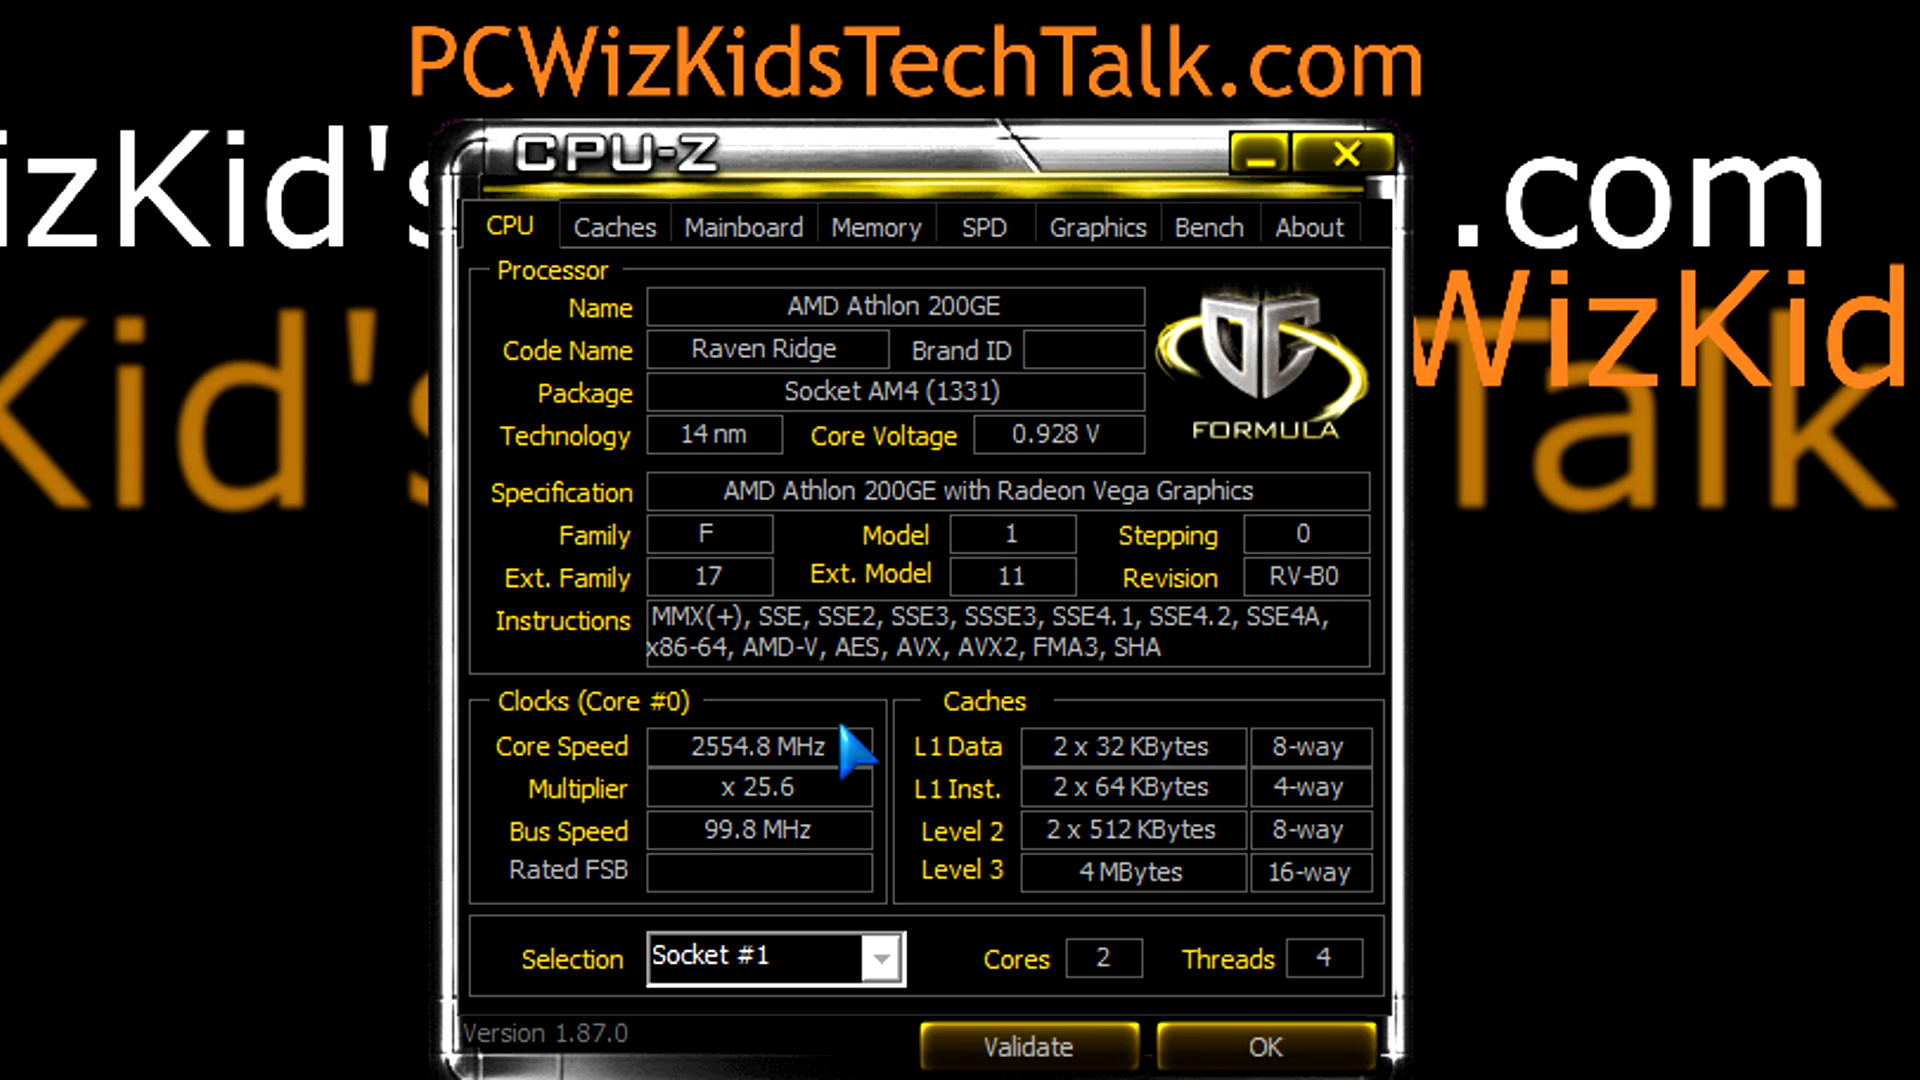 PCWizKidsTechTalk.com
izKid's
.com
WizKid
Kid's
Talk
CPU-Z
CPU Caches Mainboard Memory SPD Graphics Bench About
Processor
Name AMD Athlon 200GE
Code Name Raven Ridge Brand ID
Package Socket AM4 (1331)
Technology 14 nm Core Voltage 0.928 V
OC
FORMULA
Specification AMD Athlon 200GE with Radeon Vega Graphics
Family F Model 1 Stepping 0
Ext. Family 17 Ext. Model 11 Revision RV-B0
Instructions MMX(+), SSE, SSE2, SSE3, SSSE3, SSE4.1, SSE4.2, SSE4A,
x86-64, AMD-V, AES, AVX, AVX2, FMA3, SHA
Clocks (Core #0) Caches
Core Speed 2554.8 MHz L1 Data 2 x 32 KBytes 8-way
Multiplier x 25.6 L1 Inst. 2 x 64 KBytes 4-way
Bus Speed 99.8 MHz Level 2 2 x 512 KBytes 8-way
Rated FSB Level 3 4 MBytes 16-way
Selection Socket #1 Cores 2 Threads 4
Version 1.87.0 Validate OK